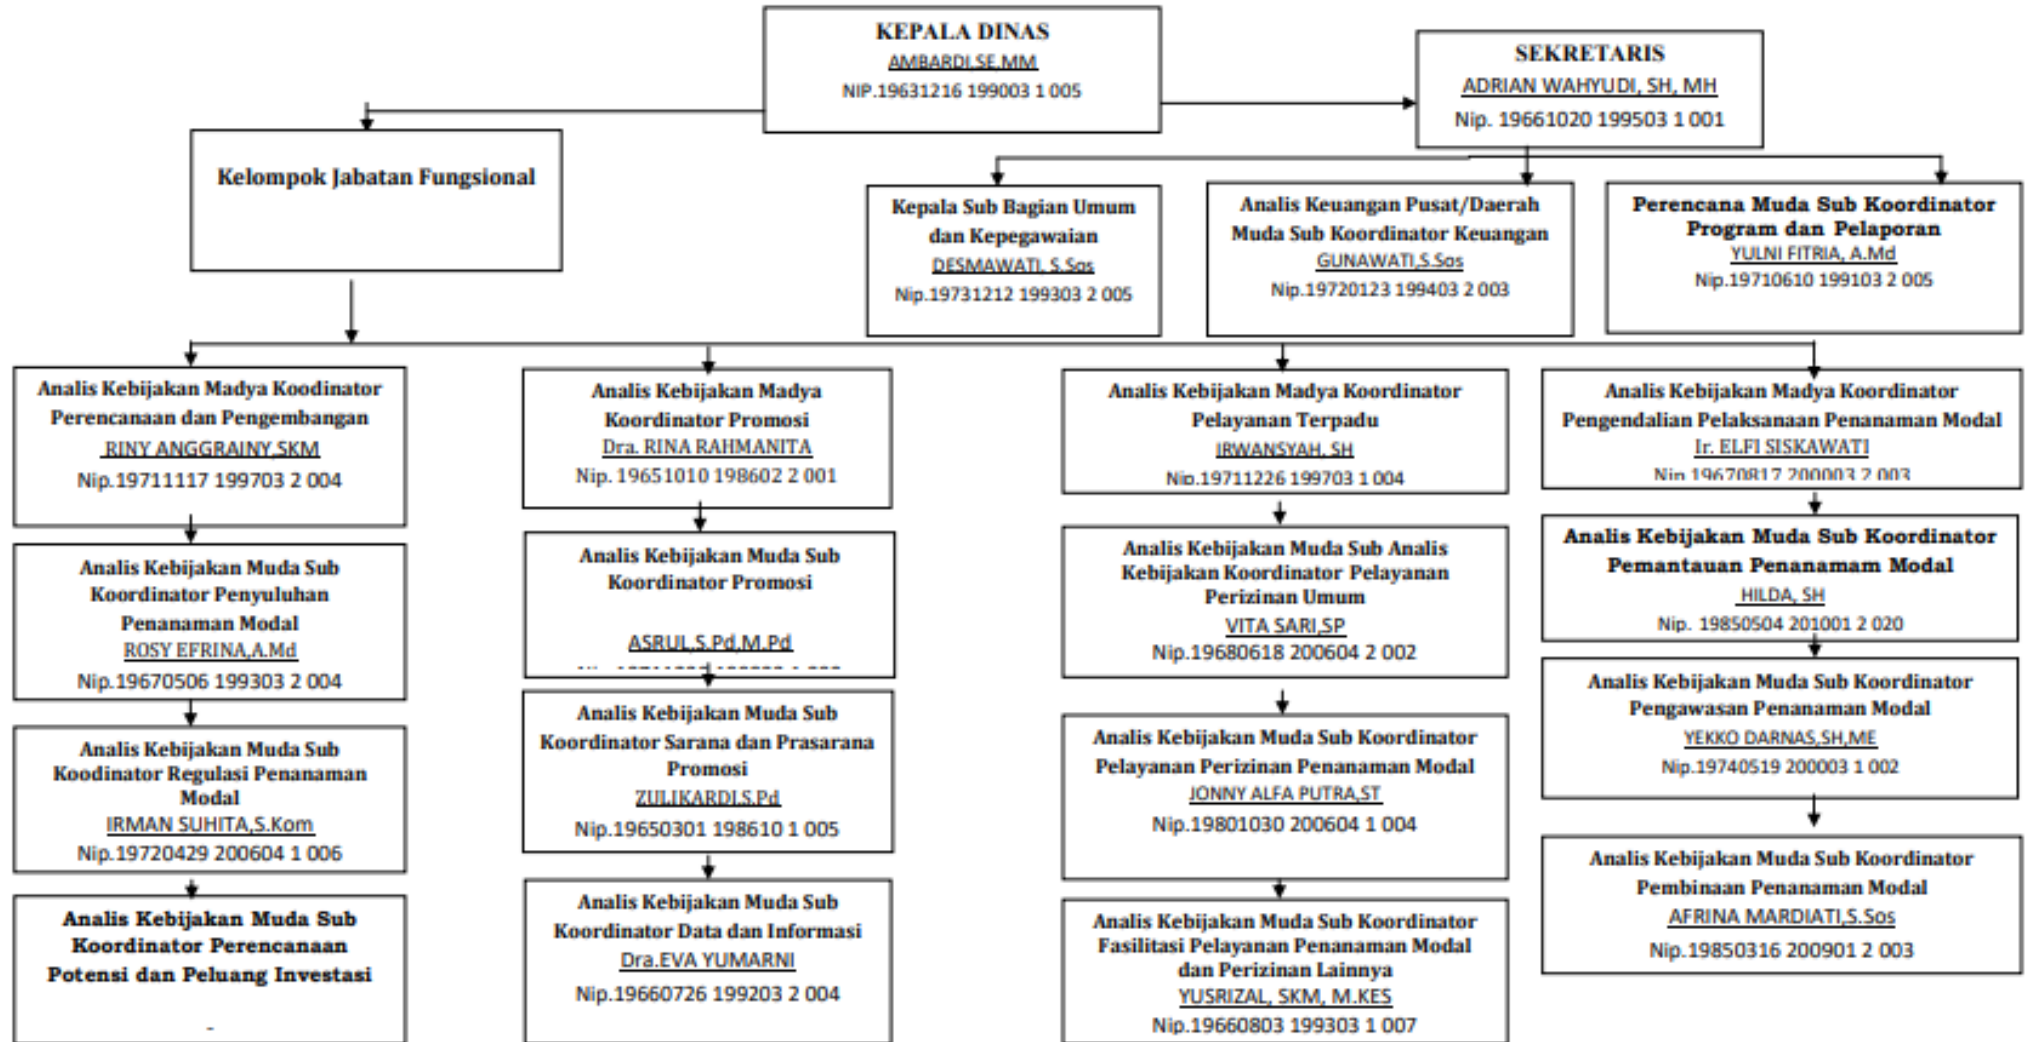 KEPALA DINAS
AMBARDI,SE,MM
NIP.19631216 199003 1 005
SEKRETARIS
ADRIAN WAHYUDI, SH, MH
Nip. 19661020 199503 1 001
Kelompok Jabatan Fungsional
Kepala Sub Bagian Umum
dan Kepegawaian
DESMAWATI, S.Sos
Nip.19731212 199303 2 005
Analis Keuangan Pusat/Daerah
Muda Sub Koordinator Keuangan
GUNAWATI,S.Sos
Nip.19720123 199403 2 003
Perencana Muda Sub Koordinator
Program dan Pelaporan
YULNI FITRIA, A.Md
Nip.19710610 199103 2 005
Analis Kebijakan Madya Koodinator
Perencanaan dan Pengembangan
RINY ANGGRAINY,SKM
Nip.19711117 199703 2 004
Analis Kebijakan Muda Sub
Koordinator Penyuluhan
Penanaman Modal
ROSY EFRINA,A.Md
Nip.19670506 199303 2 004
Analis Kebijakan Muda Sub
Koodinator Regulasi Penanaman
Modal
IRMAN SUHITA,S.Kom
Nip.19720429 200604 1 006
Analis Kebijakan Muda Sub
Koordinator Perencanaan
Potensi dan Peluang Investasi
-
Analis Kebijakan Madya
Koordinator Promosi
Dra. RINA RAHMANITA
Nip. 19651010 198602 2 001
Analis Kebijakan Muda Sub
Koordinator Promosi
ASRUL,S.Pd,M.Pd
Analis Kebijakan Muda Sub
Koordinator Sarana dan Prasarana
Promosi
ZULIKARDI,S.Pd
Nip.19650301 198610 1 005
Analis Kebijakan Muda Sub
Koordinator Data dan Informasi
Dra.EVA YUMARNI
Nip.19660726 199203 2 004
Analis Kebijakan Madya Koordinator
Pelayanan Terpadu
IRWANSYAH, SH
Nip.19711226 199703 1 004
Analis Kebijakan Muda Sub Analis
Kebijakan Koordinator Pelayanan
Perizinan Umum
VITA SARI,SP
Nip.19680618 200604 2 002
Analis Kebijakan Muda Sub Koordinator
Pelayanan Perizinan Penanaman Modal
JONNY ALFA PUTRA,ST
Nip.19801030 200604 1 004
Analis Kebijakan Muda Sub Koordinator
Fasilitasi Pelayanan Penanaman Modal
dan Perizinan Lainnya
YUSRIZAL, SKM, M.KES
Nip.19660803 199303 1 007
Analis Kebijakan Madya Koordinator
Pengendalian Pelaksanaan Penanaman Modal
Ir. ELFI SISKAWATI
Nip.19670817 200003 2 003
Analis Kebijakan Muda Sub Koordinator
Pemantauan Penanamam Modal
HILDA, SH
Nip. 19850504 201001 2 020
Analis Kebijakan Muda Sub Koordinator
Pengawasan Penanaman Modal
YEKKO DARNAS,SH,ME
Nip.19740519 200003 1 002
Analis Kebijakan Muda Sub Koordinator
Pembinaan Penanaman Modal
AFRINA MARDIATI,S.Sos
Nip.19850316 200901 2 003